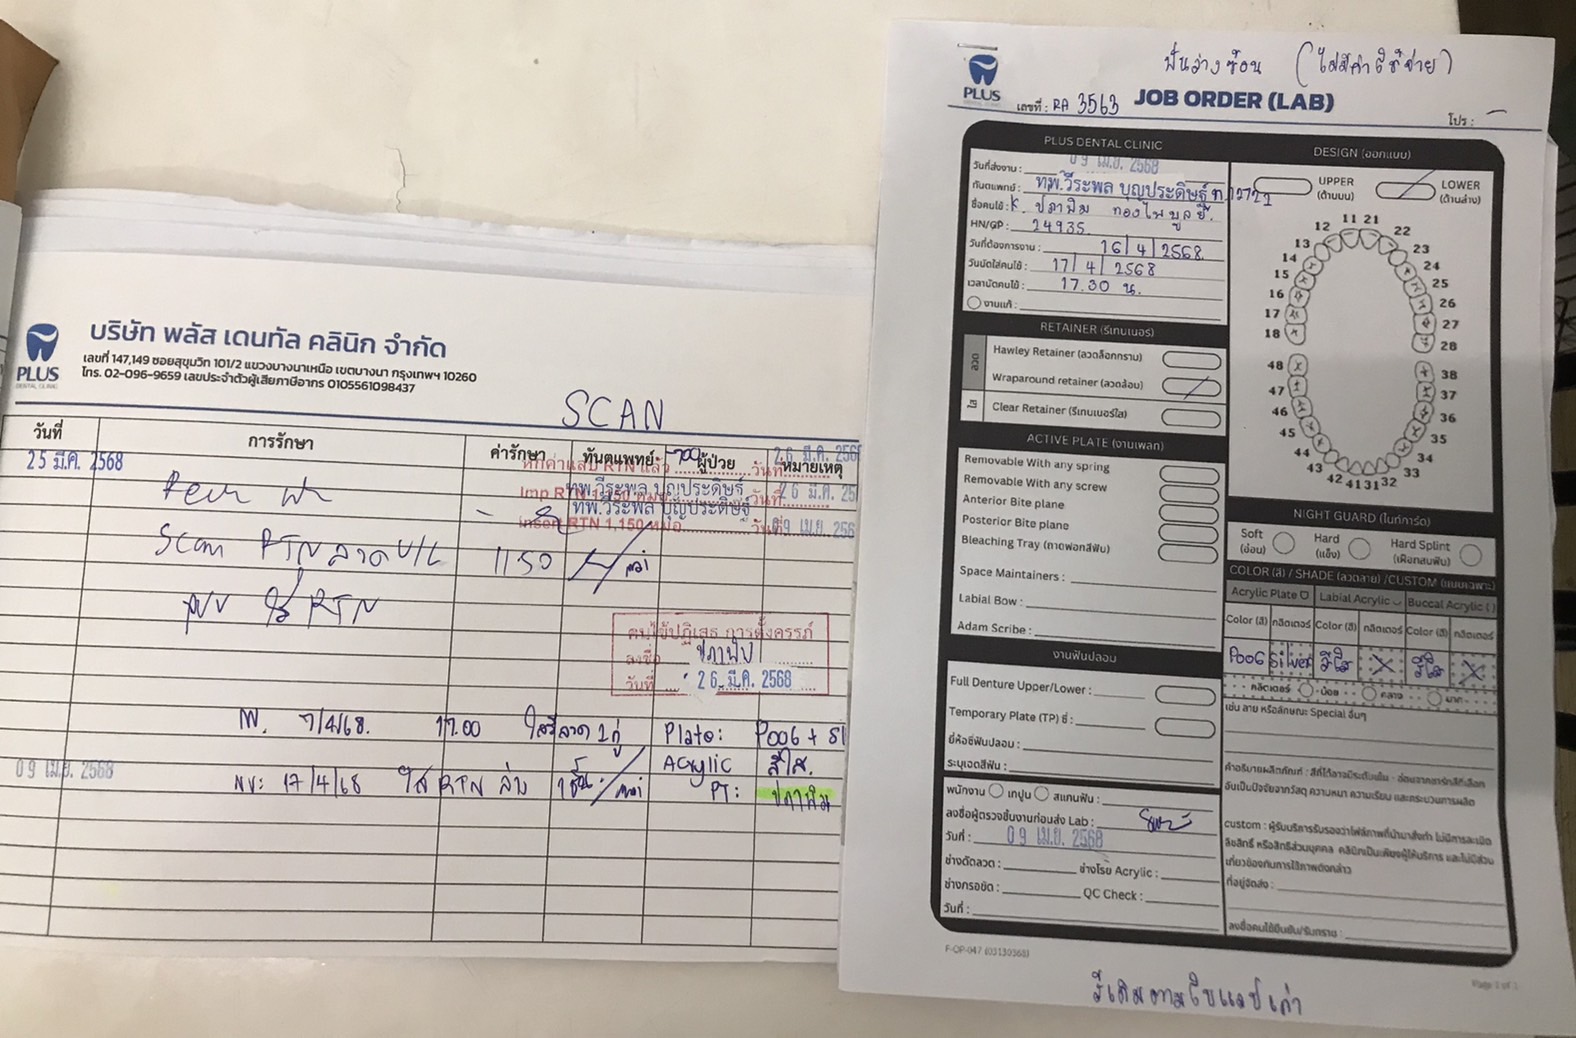 PLUS
DENTAL CLINIC
บริษัท พลัส เดนทัล คลินิก จำกัด
เลขที่ 147,149 ซอยสุขุมวิท 101/2 แขวงบางนาเหนือ เขตบางนา กรุงเทพฯ 10260
โทร. 02-096-9659 เลขประจำตัวผู้เสียภาษีอากร 0105561098437
SCAN
วันที่ การรักษา ค่ารักษา ทันตแพทย์ ผู้ป่วย หมายเหตุ
หักค่าแลป RTN แล้ว 700 วันที่ 26 มี.ค. 256
25 มี.ค. 2568
ทพ.วีระพล บุญประดิษฐ์
Imp RTN 1,150 วันที่ 26 มี.ค. 25
ทพ.วีระพล บุญประดิษฐ์
insert RTN 1,150 หมอ วันที่ 09 เม.ย. 256
Scan RTN ลวด U/L 1150
RTN
คนไข้ปฏิเสธ การตั้งครรภ์
ลงชื่อ ปภาพิน
วันที่ 26 มี.ค. 2568
7/4/68. 17.00 ใส่รีลวด 1คู่ Plate: P006 + SI
Acrylic สีใส.
09 เม.ย. 2568
NV: 17/4/68 ใส่ RTN ล่าง 1ชิ้น. PT: ปภาพิน
ฟันล่างซ้อน (ไม่มีค่าใช้จ่าย)
PLUS
DENTAL CLINIC
เลขที่ : RA 3563 JOB ORDER (LAB) โปร : -
PLUS DENTAL CLINIC
วันที่ส่งงาน : 09 เม.ย. 2568
ทันตแพทย์ : ทพ.วีระพล บุญประดิษฐ์ ท.12721
ชื่อคนไข้ : K. ปภาพิน ทองไพบูลย์.
HN/GP : 24935.
วันที่ต้องการงาน : 16/4/2568.
วันนัดใส่คนไข้ : 17/4/2568
เวลานัดคนไข้ : 17.30 น.
งานแก้ :
RETAINER (รีเทนเนอร์)
ลวด
Hawley Retainer (ลวดล็อกกราม)
Wraparound retainer (ลวดล้อม)
ใส
Clear Retainer (รีเทนเนอร์ใส)
ACTIVE PLATE (งานเพลท)
Removable With any spring
Removable With any screw
Anterior Bite plane
Posterior Bite plane
Bleaching Tray (ถาดฟอกสีฟัน)
Space Maintainers :
Labial Bow :
Adam Scribe :
งานฟันปลอม
Full Denture Upper/Lower :
Temporary Plate (TP) ซี่ :
ยี่ห้อซี่ฟันปลอม :
ระบุเฉดสีฟัน :
พนักงาน เทปูน สแกนฟัน :
ลงชื่อผู้ตรวจชิ้นงานก่อนส่ง Lab :
วันที่ : 09 เม.ย. 2568
ช่างดัดลวด : ช่างโรย Acrylic :
ช่างกรอขัด : QC Check :
วันที่ :
DESIGN (ออกแบบ)
UPPER (ด้านบน) LOWER (ด้านล่าง)
11 21
12 22
13 23
14 24
15 25
16 26
17 27
18 28
48 38
47 37
46 36
45 35
44 34
43 33
42 41 31 32
NIGHT GUARD (ไนท์การ์ด)
Soft (อ่อน) Hard (แข็ง) Hard Splint (เฝือกสบฟัน)
COLOR (สี) / SHADE (ลวดลาย) /CUSTOM (แบบเฉพาะ)
Acrylic Plate Labial Acrylic Buccal Acrylic
Color (สี) กลิตเตอร์ Color (สี) กลิตเตอร์ Color (สี) กลิตเตอร์
P006 Silver สีใส X สีใส X
กลิตเตอร์ น้อย กลาง มาก
เช่น ลาย หรือลักษณะ Special อื่นๆ
คำอธิบายผลิตภัณฑ์ : สีที่ได้อาจมีระดับเข้ม - อ่อนจากชาร์ทสีที่เลือก
อันเป็นปัจจัยจากวัสดุ ความหนา ความเรียบ และกระบวนการผลิต
custom : ผู้รับบริการรับรองว่าไฟล์ภาพที่นำมาสั่งทำ ไม่มีการละเมิด
ลิขสิทธิ์ หรือสิทธิส่วนบุคคล คลินิกเป็นเพียงผู้ให้บริการ และไม่มีส่วน
เกี่ยวข้องกับการใช้ภาพดังกล่าว
ที่อยู่จัดส่ง :
ลงชื่อคนไข้ยืนยัน/รับทราบ :
F-OP-047 (03130368)
Page 1 of 1
รีเดิมตามใบแลปเก่า